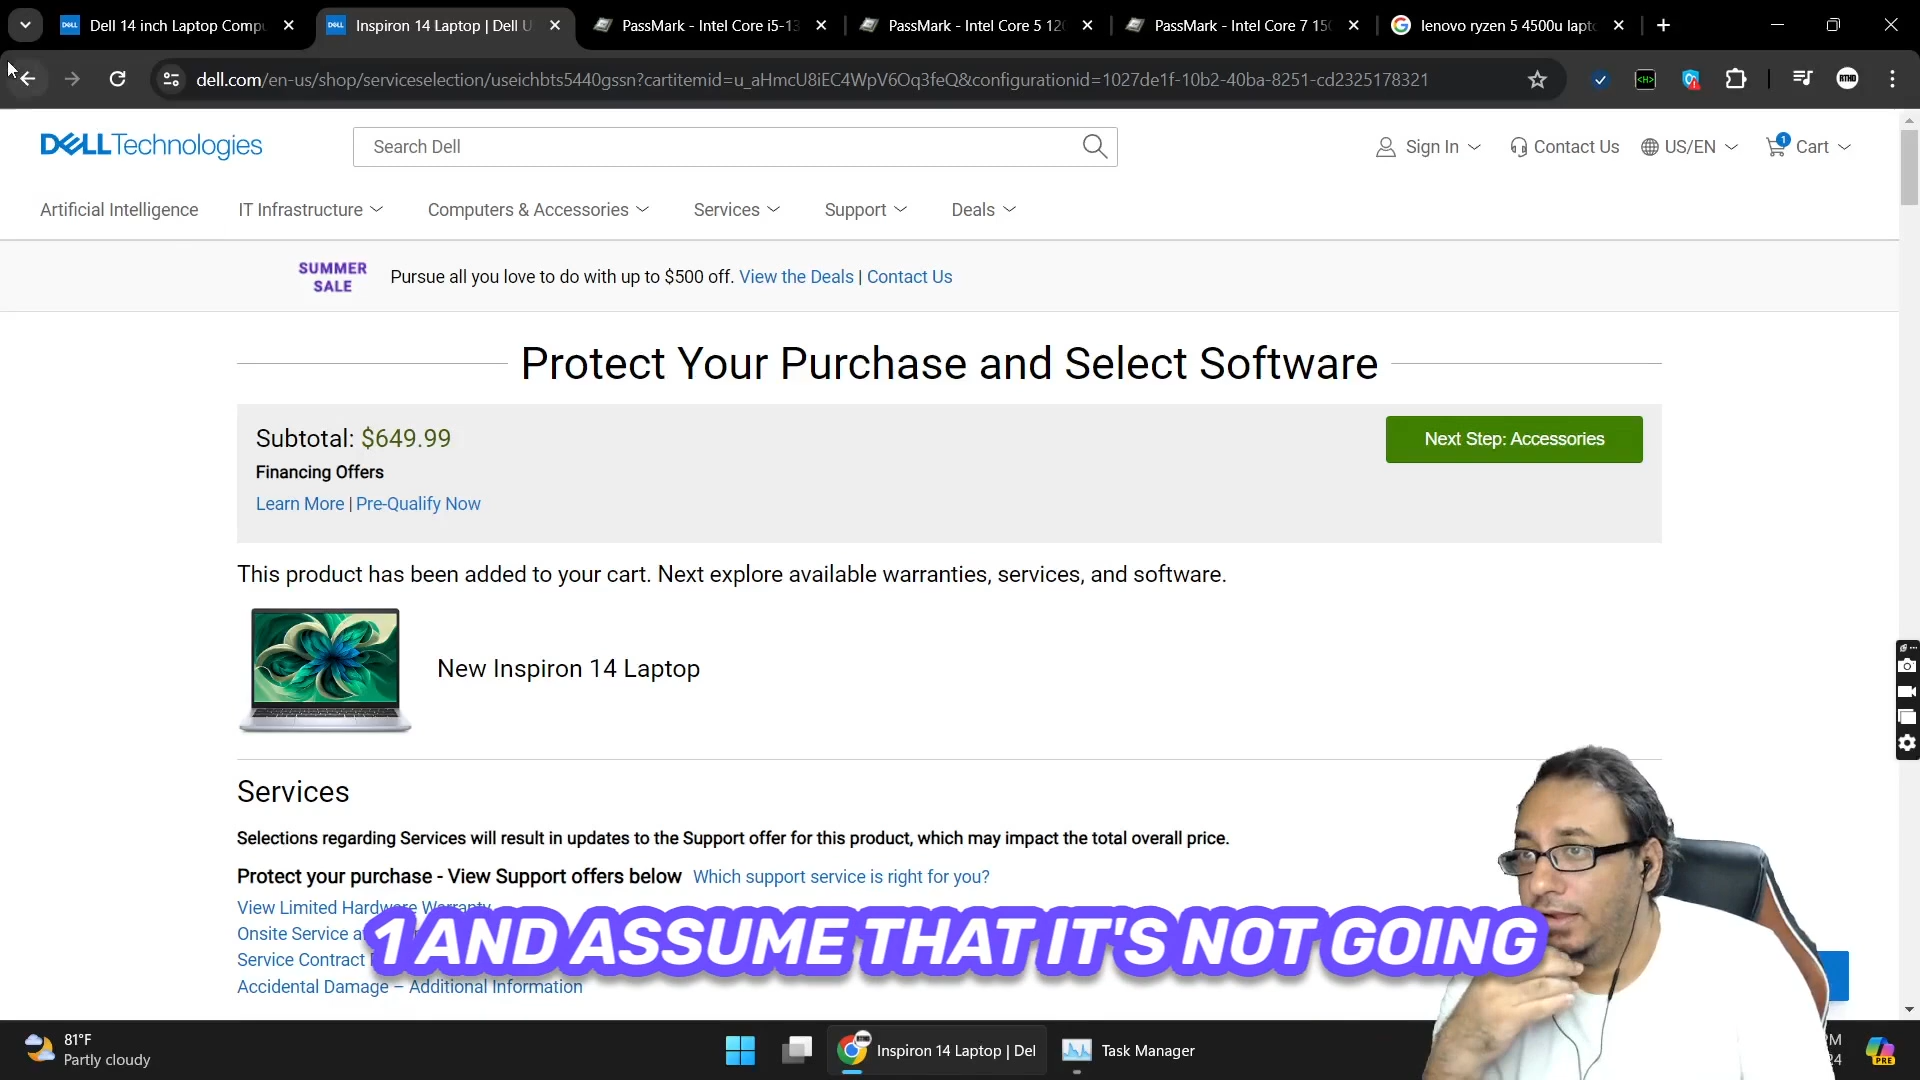 Dell 14 inch Laptop Compu
Inspiron 14 Laptop | Dell U
PassMark - Intel Core i5-13
PassMark - Intel Core 5 120
PassMark - Intel Core 7 150
lenovo ryzen 5 4500u lapto
dell.com/en-us/shop/serviceselection/useichbts5440gssn?cartitemid=u_aHmcU8iEC4WpV6Oq3feQ&configurationid=1027de1f-10b2-40ba-8251-cd2325178321
DELL Technologies
Search Dell
Sign In
Contact Us
US/EN
1
Cart
Artificial Intelligence
IT Infrastructure
Computers & Accessories
Services
Support
Deals
SUMMER
SALE
Pursue all you love to do with up to $500 off. View the Deals | Contact Us
Protect Your Purchase and Select Software
Subtotal: $649.99
Next Step: Accessories
Financing Offers
Learn More | Pre-Qualify Now
This product has been added to your cart. Next explore available warranties, services, and software.
New Inspiron 14 Laptop
Services
Selections regarding Services will result in updates to the Support offer for this product, which may impact the total overall price.
Protect your purchase - View Support offers below Which support service is right for you?
View Limited Hardware Warranty
Onsite Service a
Service Contract
1 AND ASSUME THAT IT'S NOT GOING
Accidental Damage – Additional Information
81°F
Partly cloudy
Inspiron 14 Laptop | Del
Task Manager
PRE